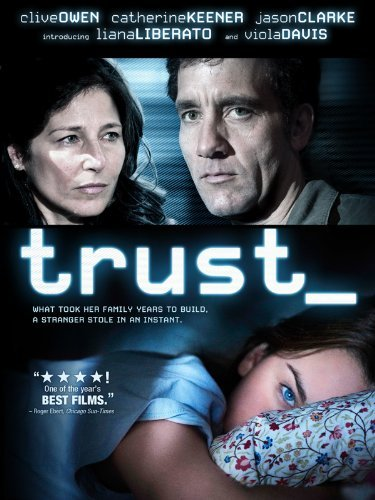 cliveOWEN catherineKEENER jasonCLARKE
introducing lianaLIBERATO and violaDAVIS
trust_
WHAT TOOK HER FAMILY YEARS TO BUILD,
A STRANGER STOLE IN AN INSTANT.
"★★★★!
One of the year's
BEST FILMS."
– Roger Ebert, Chicago Sun-Times